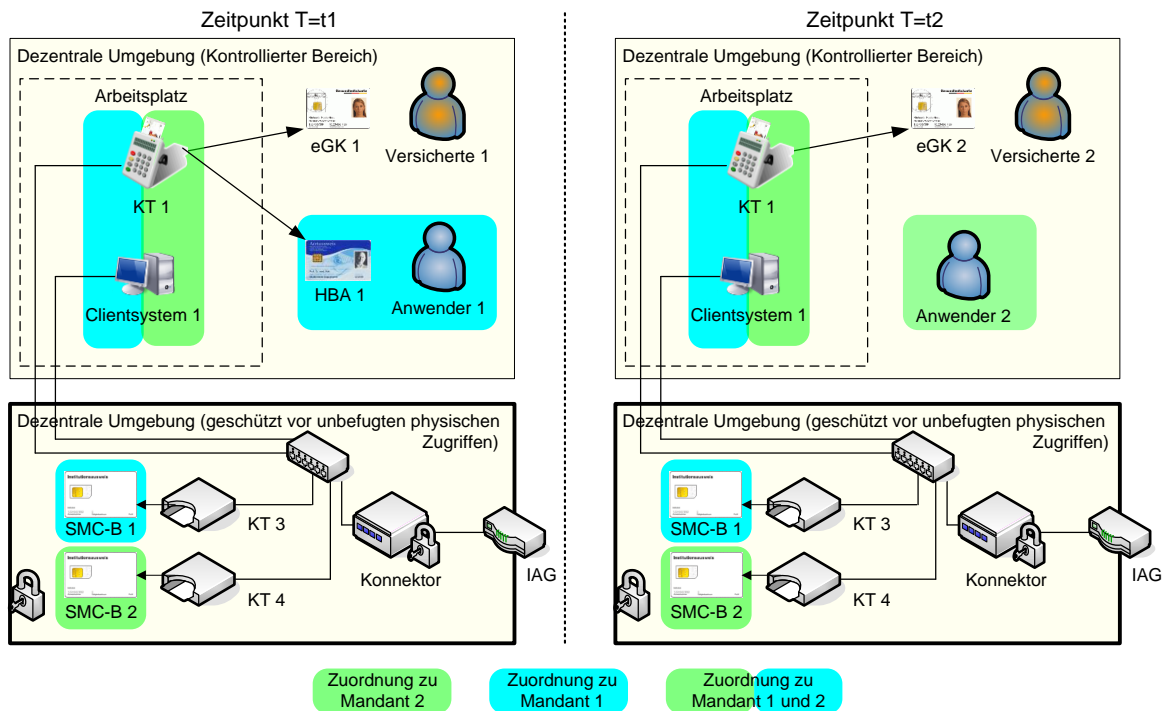 Zeitpunkt T=t1
Dezentrale Umgebung (Kontrollierter Bereich)
Arbeitsplatz
eGK 1
Versicherte 1
KT 1
HBA 1
Anwender 1
Clientsystem 1
Dezentrale Umgebung (geschützt vor unbefugten physischen
Zugriffen)
SMC-B 1
KT 3
SMC-B 2
KT 4
Konnektor
IAG
Zeitpunkt T=t2
Dezentrale Umgebung (Kontrollierter Bereich)
Arbeitsplatz
eGK 2
Versicherte 2
KT 1
Anwender 2
Clientsystem 1
Dezentrale Umgebung (geschützt vor unbefugten physischen
Zugriffen)
SMC-B 1
KT 3
SMC-B 2
KT 4
Konnektor
IAG
Zuordnung zu
Mandant 2
Zuordnung zu
Mandant 1
Zuordnung zu
Mandant 1 und 2